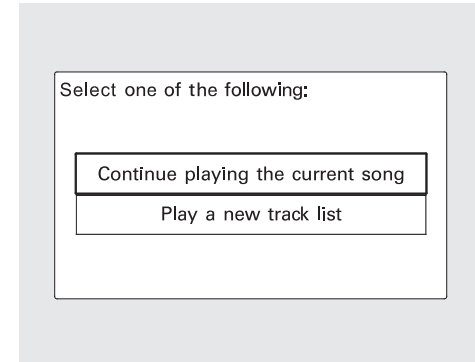 Select one of the following:
Continue playing the current song
Play a new track list